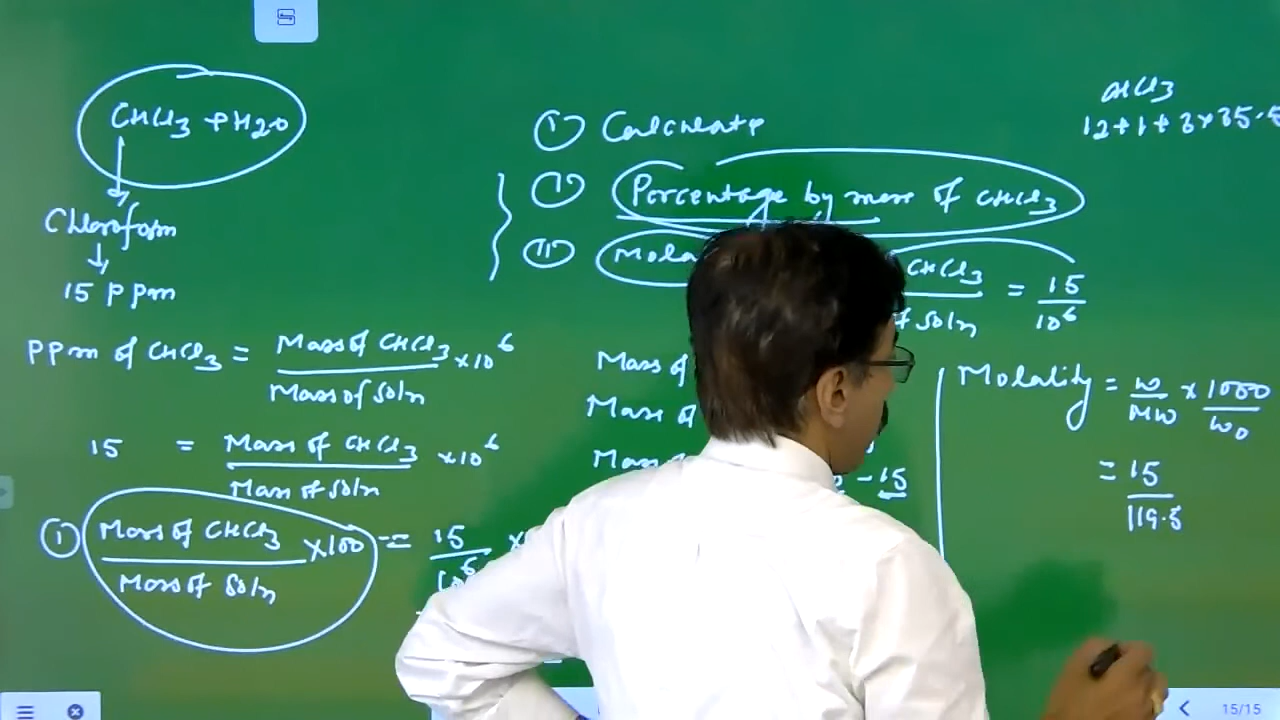 CHCl3 + H2O
Chloroform
15 ppm
ppm of CHCl3 = Mass of CHCl3 / Mass of Soln × 10^6
15 = Mass of CHCl3 / Mass of Soln × 10^6
① Mass of CHCl3 / Mass of Soln × 100 = 15 / 10^6 ×
① Calculate
① Percentage by mass of CHCl3
⑪ Mola
CHCl3 / Soln = 15 / 10^6
Mass of
Mass of
Mass
- 15
CHCl3
12+1+3×35.5
Molality = w / MW × 1000 / w0
= 15 / 119.5
15/15